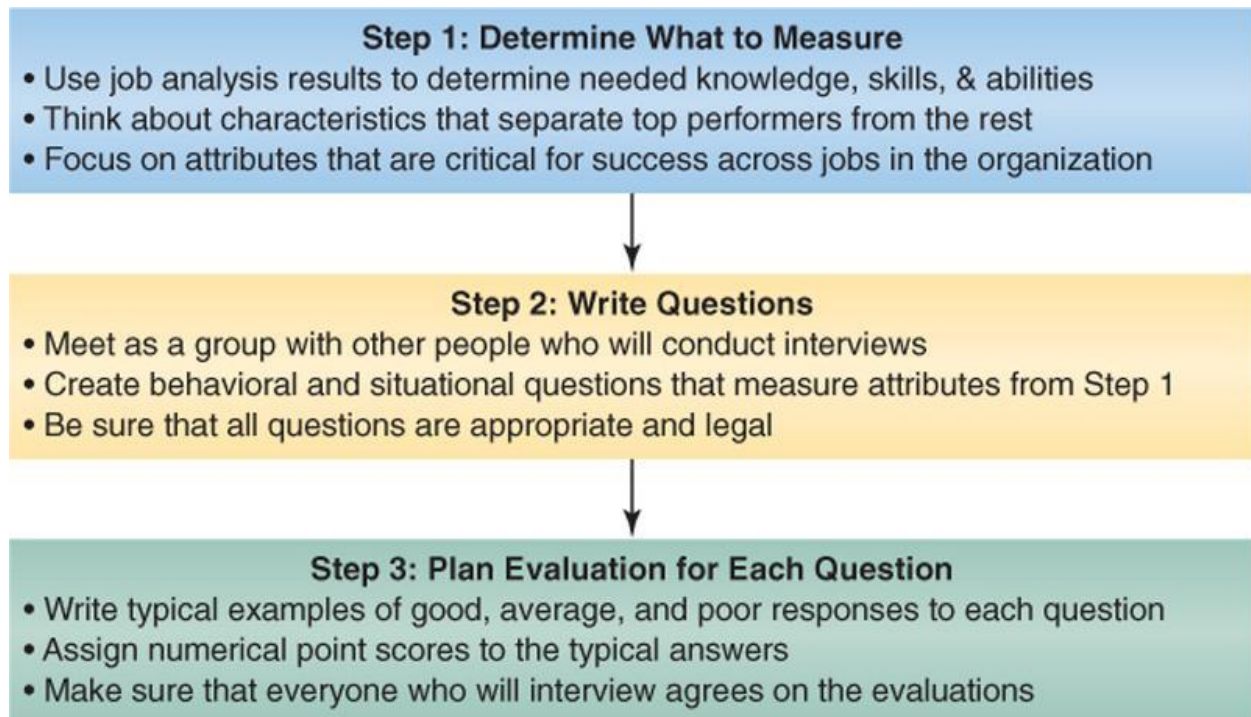 Step 1: Determine What to Measure
• Use job analysis results to determine needed knowledge, skills, & abilities
• Think about characteristics that separate top performers from the rest
• Focus on attributes that are critical for success across jobs in the organization
Step 2: Write Questions
• Meet as a group with other people who will conduct interviews
• Create behavioral and situational questions that measure attributes from Step 1
• Be sure that all questions are appropriate and legal
Step 3: Plan Evaluation for Each Question
• Write typical examples of good, average, and poor responses to each question
• Assign numerical point scores to the typical answers
• Make sure that everyone who will interview agrees on the evaluations